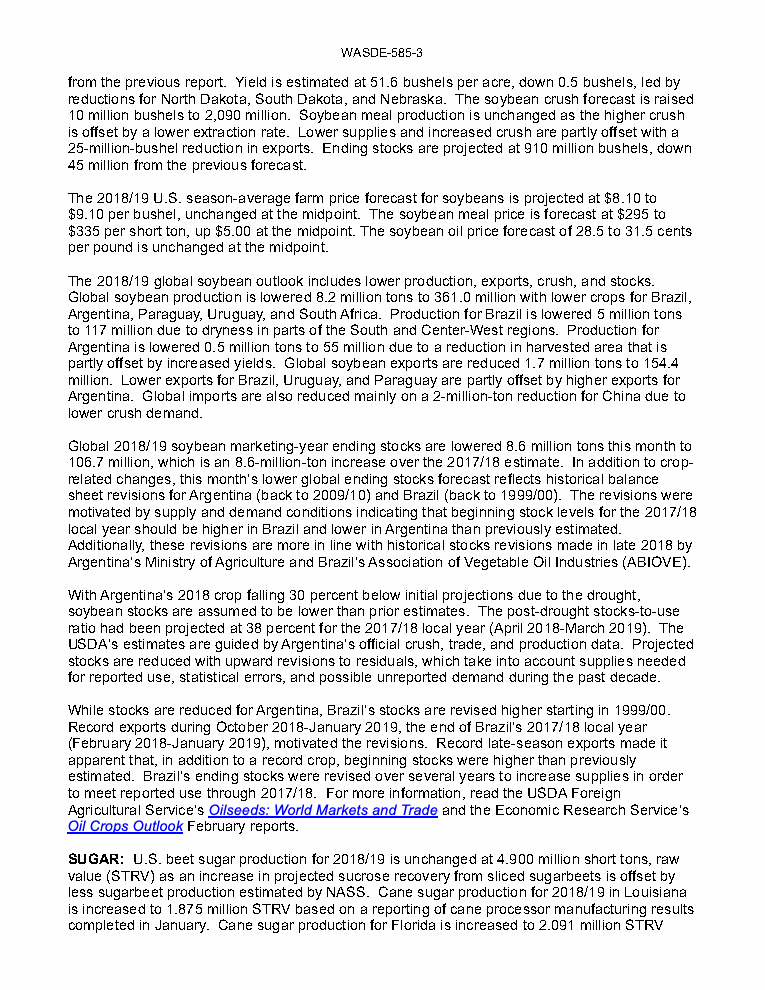 WASDE-585-3
from the previous report.  Yield is estimated at 51.6 bushels per acre, down 0.5 bushels, led by
reductions for North Dakota, South Dakota, and Nebraska.  The soybean crush forecast is raised
10 million bushels to 2,090 million.  Soybean meal production is unchanged as the higher crush
is offset by a lower extraction rate.  Lower supplies and increased crush are partly offset with a
25-million-bushel reduction in exports.  Ending stocks are projected at 910 million bushels, down
45 million from the previous forecast.
The 2018/19 U.S. season-average farm price forecast for soybeans is projected at $8.10 to
$9.10 per bushel, unchanged at the midpoint.  The soybean meal price is forecast at $295 to
$335 per short ton, up $5.00 at the midpoint. The soybean oil price forecast of 28.5 to 31.5 cents
per pound is unchanged at the midpoint.
The 2018/19 global soybean outlook includes lower production, exports, crush, and stocks.
Global soybean production is lowered 8.2 million tons to 361.0 million with lower crops for Brazil,
Argentina, Paraguay, Uruguay, and South Africa.  Production for Brazil is lowered 5 million tons
to 117 million due to dryness in parts of the South and Center-West regions.  Production for
Argentina is lowered 0.5 million tons to 55 million due to a reduction in harvested area that is
partly offset by increased yields.  Global soybean exports are reduced 1.7 million tons to 154.4
million.  Lower exports for Brazil, Uruguay, and Paraguay are partly offset by higher exports for
Argentina.  Global imports are also reduced mainly on a 2-million-ton reduction for China due to
lower crush demand.
Global 2018/19 soybean marketing-year ending stocks are lowered 8.6 million tons this month to
106.7 million, which is an 8.6-million-ton increase over the 2017/18 estimate.  In addition to crop-
related changes, this month's lower global ending stocks forecast reflects historical balance
sheet revisions for Argentina (back to 2009/10) and Brazil (back to 1999/00).  The revisions were
motivated by supply and demand conditions indicating that beginning stock levels for the 2017/18
local year should be higher in Brazil and lower in Argentina than previously estimated.
Additionally, these revisions are more in line with historical stocks revisions made in late 2018 by
Argentina's Ministry of Agriculture and Brazil's Association of Vegetable Oil Industries (ABIOVE).
With Argentina's 2018 crop falling 30 percent below initial projections due to the drought,
soybean stocks are assumed to be lower than prior estimates.  The post-drought stocks-to-use
ratio had been projected at 38 percent for the 2017/18 local year (April 2018-March 2019).  The
USDA's estimates are guided by Argentina's official crush, trade, and production data.  Projected
stocks are reduced with upward revisions to residuals, which take into account supplies needed
for reported use, statistical errors, and possible unreported demand during the past decade.
While stocks are reduced for Argentina, Brazil's stocks are revised higher starting in 1999/00.
Record exports during October 2018-January 2019, the end of Brazil's 2017/18 local year
(February 2018-January 2019), motivated the revisions.  Record late-season exports made it
apparent that, in addition to a record crop, beginning stocks were higher than previously
estimated.  Brazil's ending stocks were revised over several years to increase supplies in order
to meet reported use through 2017/18.  For more information, read the USDA Foreign
Agricultural Service's Oilseeds: World Markets and Trade and the Economic Research Service's
Oil Crops Outlook February reports.
SUGAR:  U.S. beet sugar production for 2018/19 is unchanged at 4.900 million short tons, raw
value (STRV) as an increase in projected sucrose recovery from sliced sugarbeets is offset by
less sugarbeet production estimated by NASS.  Cane sugar production for 2018/19 in Louisiana
is increased to 1.875 million STRV based on a reporting of cane processor manufacturing results
completed in January.  Cane sugar production for Florida is increased to 2.091 million STRV